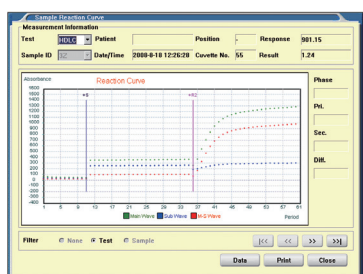 Sample Reaction Curve
Measurement Information
Test HDLC Patient Position - Response 901.15
Sample ID 32 Date/Time 2008-8-18 12:26:28 Cuvette No. 55 Result 1.24
Absorbance Reaction Curve Phase
1600
1400
1300
1200
1100
1000
900
800
700
600
500
400
300
200
100
0
-100
-200
-300
-400
+S +R2
1 5 9 13 17 21 25 29 33 37 41 45 49 53 57 61
Main Wave Sub Wave M-S Wave Period
Pri.
Sec.
Diff.
Filter None Test Sample |<< << >> >>|
Data Print Close